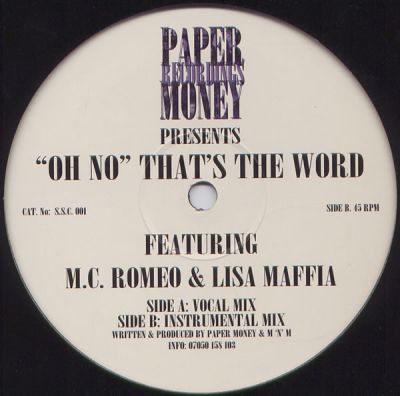 PAPER
RECORDINGS
MONEY
PRESENTS
“OH NO” THAT'S THE WORD
CAT. No: S.S.C. 001
SIDE B. 45 RPM
FEATURING
M.C. ROMEO & LISA MAFFIA
SIDE A: VOCAL MIX
SIDE B: INSTRUMENTAL MIX
WRITTEN & PRODUCED BY PAPER MONEY & M 'N' M
INFO: 07050 158 103